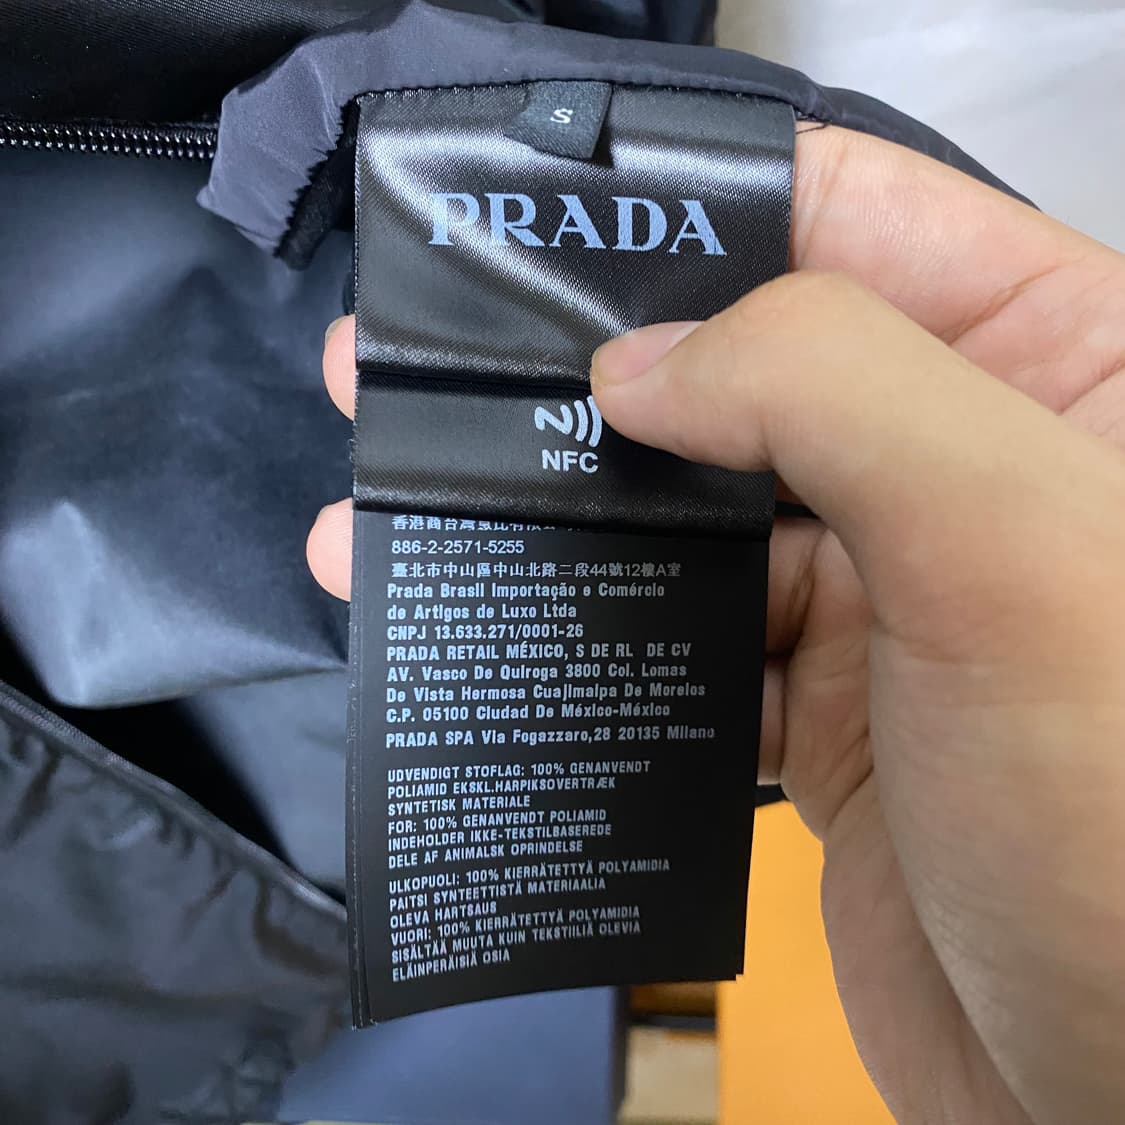 S
PRADA
NFC
香港商台灣
886-2-2571-5255
臺北市中山區中山北路二段44號12樓A室
Prada Brasil Importação e Comércio
de Artigos de Luxo Ltda
CNPJ 13.633.271/0001-26
PRADA RETAIL MÉXICO, S DE RL DE CV
AV. Vasco De Quiroga 3800 Col. Lomas
De Vista Hermosa Cuajimalpa De Morelos
C.P. 05100 Ciudad De México-México
PRADA SPA Via Fogazzaro,28 20135 Milano
UDVENDIGT STOFLAG: 100% GENANVENDT
POLIAMID EKSKL.HARPIKSOVERTRÆK
SYNTETISK MATERIALE
FOR: 100% GENANVENDT POLIAMID
INDEHOLDER IKKE-TEKSTILBASEREDE
DELE AF ANIMALSK OPRINDELSE
ULKOPUOLI: 100% KIERRÄTETTYÄ POLYAMIDIA
PAITSI SYNTEETTISTÄ MATERIAALIA
OLEVA HARTSAUS
VUORI: 100% KIERRÄTETTYÄ POLYAMIDIA
SISÄLTÄÄ MUUTA KUIN TEKSTIILIÄ OLEVIA
ELÄINPERÄISIÄ OSIA